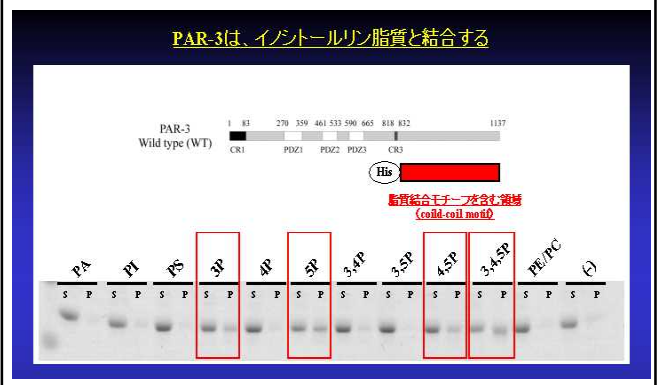 PAR-3は、イノシトールリン脂質と結合する
1 83 270 359 461 533 590 665 818 832 1137
PAR-3
Wild type (WT)
CR1 PDZ1 PDZ2 PDZ3 CR3
His
脂質結合モチーフを含む領域
(coild-coil motif)
PA PI PS 3P 4P 5P 3,4P 3,5P 4,5P 3,4,5P PE/PC (-)
S P S P S P S P S P S P S P S P S P S P S P S P